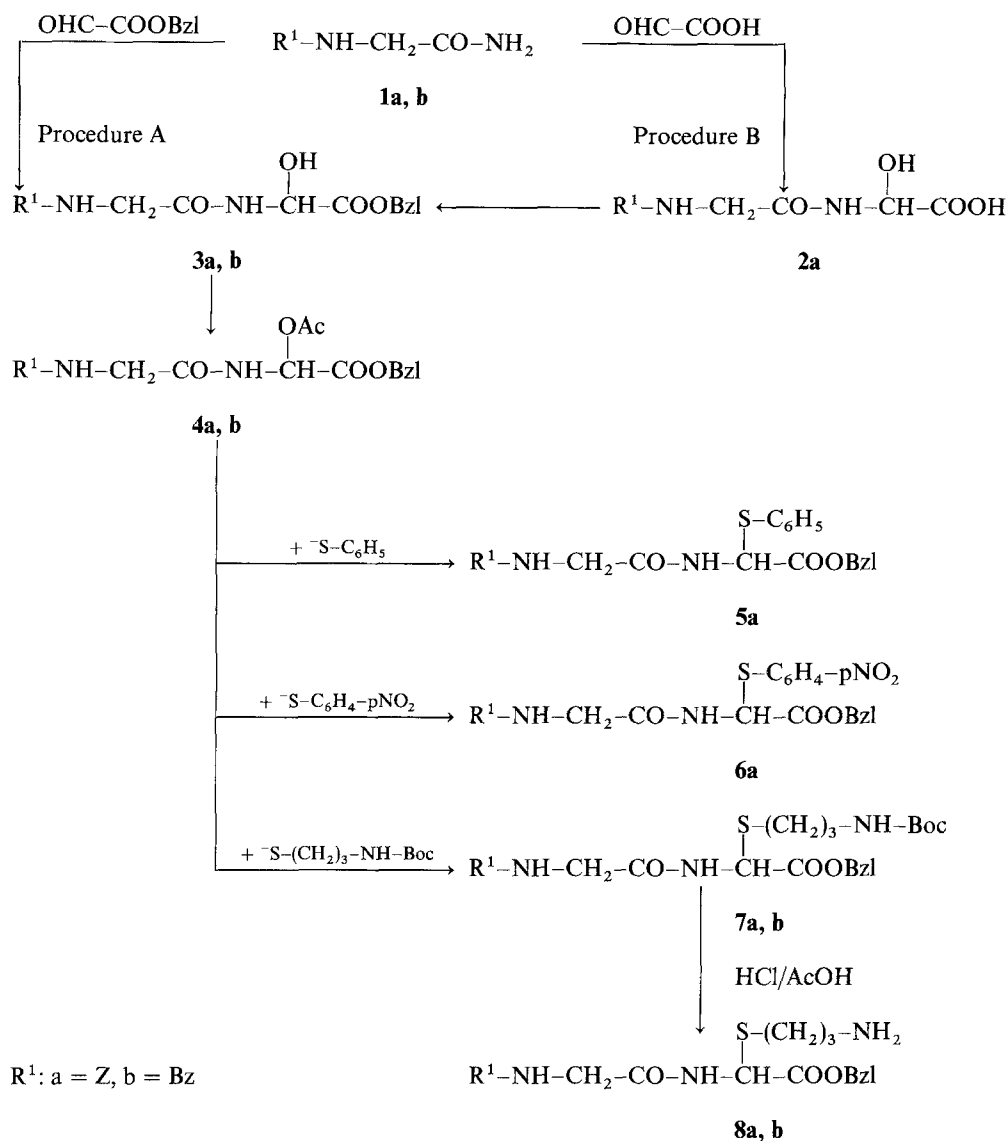 OHC–COOBzl
R¹–NH–CH₂–CO–NH₂
OHC–COOH
1a, b
Procedure A
Procedure B
OH
R¹–NH–CH₂–CO–NH–CH–COOBzl
OH
R¹–NH–CH₂–CO–NH–CH–COOH
3a, b
2a
OAc
R¹–NH–CH₂–CO–NH–CH–COOBzl
4a, b
S–C₆H₅
+ ⁻S–C₆H₅
R¹–NH–CH₂–CO–NH–CH–COOBzl
5a
S–C₆H₄–pNO₂
+ ⁻S–C₆H₄–pNO₂
R¹–NH–CH₂–CO–NH–CH–COOBzl
6a
S–(CH₂)₃–NH–Boc
+ ⁻S–(CH₂)₃–NH–Boc
R¹–NH–CH₂–CO–NH–CH–COOBzl
7a, b
HCl/AcOH
S–(CH₂)₃–NH₂
R¹: a = Z, b = Bz
R¹–NH–CH₂–CO–NH–CH–COOBzl
8a, b